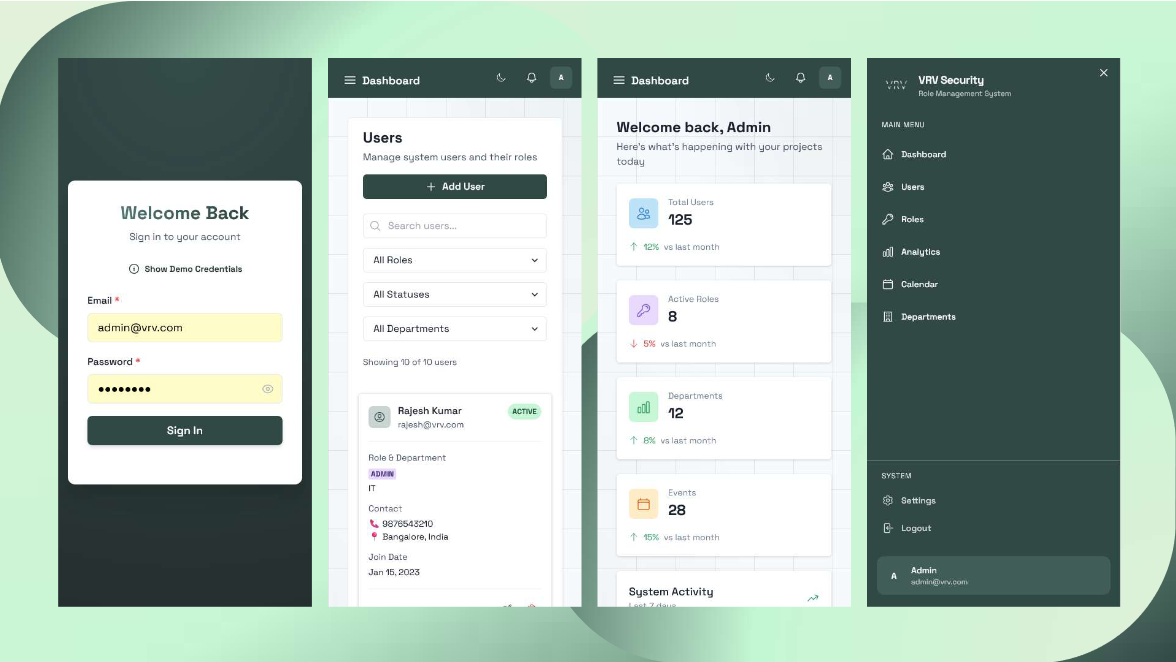 Welcome Back
Sign in to your account
Show Demo Credentials
Email *
admin@vrv.com
Password *
Sign In
Dashboard
A
Users
Manage system users and their roles
Add User
Search users...
All Roles
All Statuses
All Departments
Showing 10 of 10 users
Rajesh Kumar
ACTIVE
rajesh@vrv.com
Role & Department
ADMIN
IT
Contact
9876543210
Bangalore, India
Join Date
Jan 15, 2023
Dashboard
A
Welcome back, Admin
Here's what's happening with your projects
today
Total Users
125
12% vs last month
Active Roles
8
5% vs last month
Departments
12
8% vs last month
Events
28
15% vs last month
System Activity
Last 7 days
VRV
VRV Security
Role Management System
MAIN MENU
Dashboard
Users
Roles
Analytics
Calendar
Departments
SYSTEM
Settings
Logout
A
Admin
admin@vrv.com